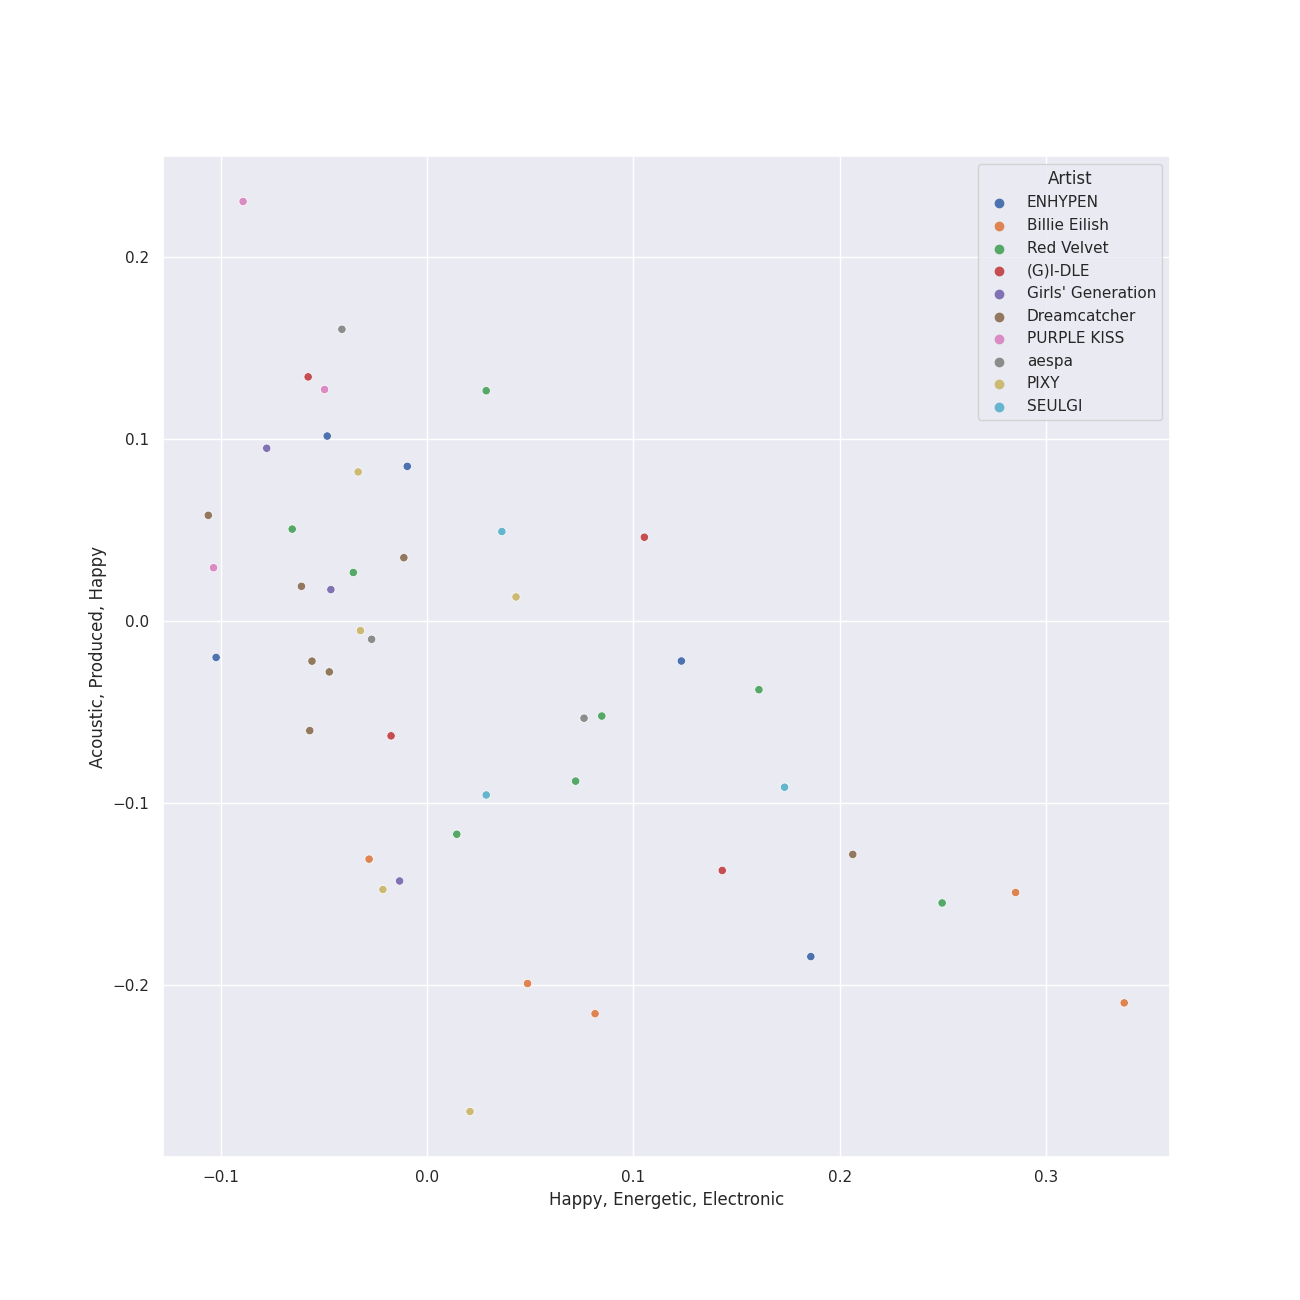 Artist
ENHYPEN
Billie Eilish
Red Velvet
(G)I-DLE
Girls' Generation
Dreamcatcher
PURPLE KISS
aespa
PIXY
SEULGI
0.2
0.1
0.0
−0.1
−0.2
Acoustic, Produced, Happy
−0.1 0.0 0.1 0.2 0.3
Happy, Energetic, Electronic